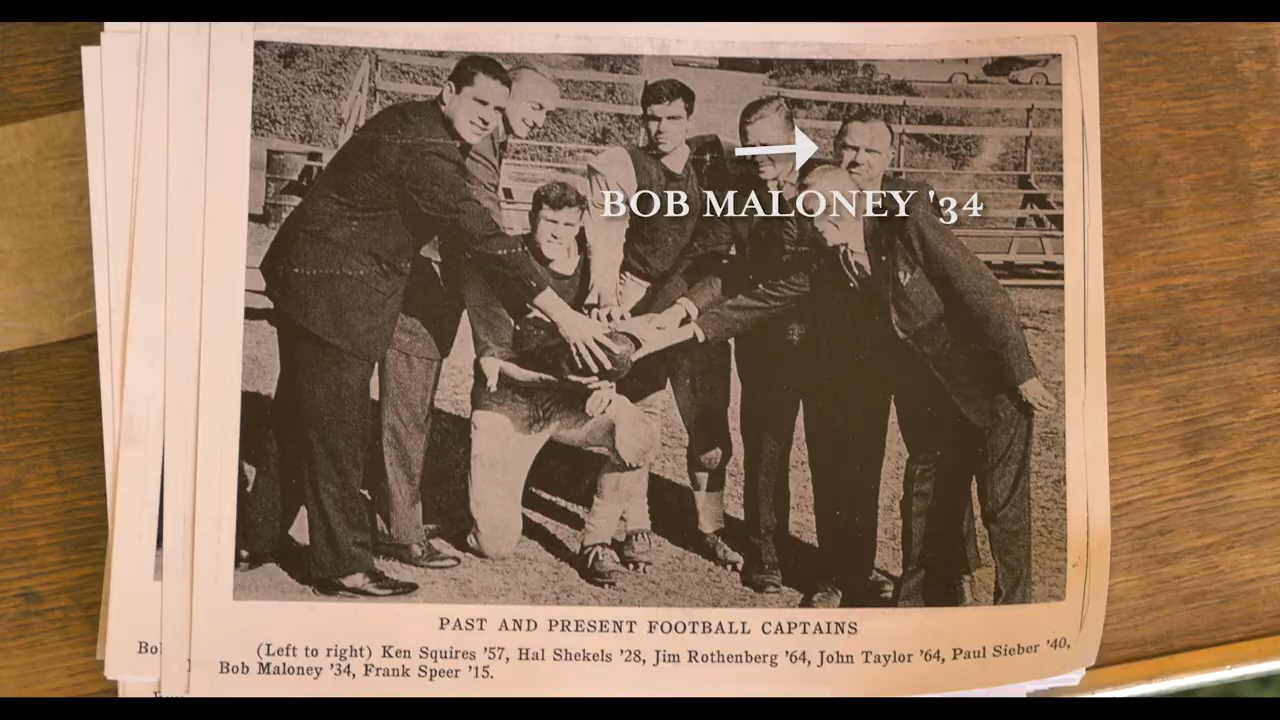 BOB MALONEY '34
PAST AND PRESENT FOOTBALL CAPTAINS
(Left to right) Ken Squires '57, Hal Shekels '28, Jim Rothenberg '64, John Taylor '64, Paul Sieber '40,
Bob Maloney '34, Frank Speer '15.
Bo